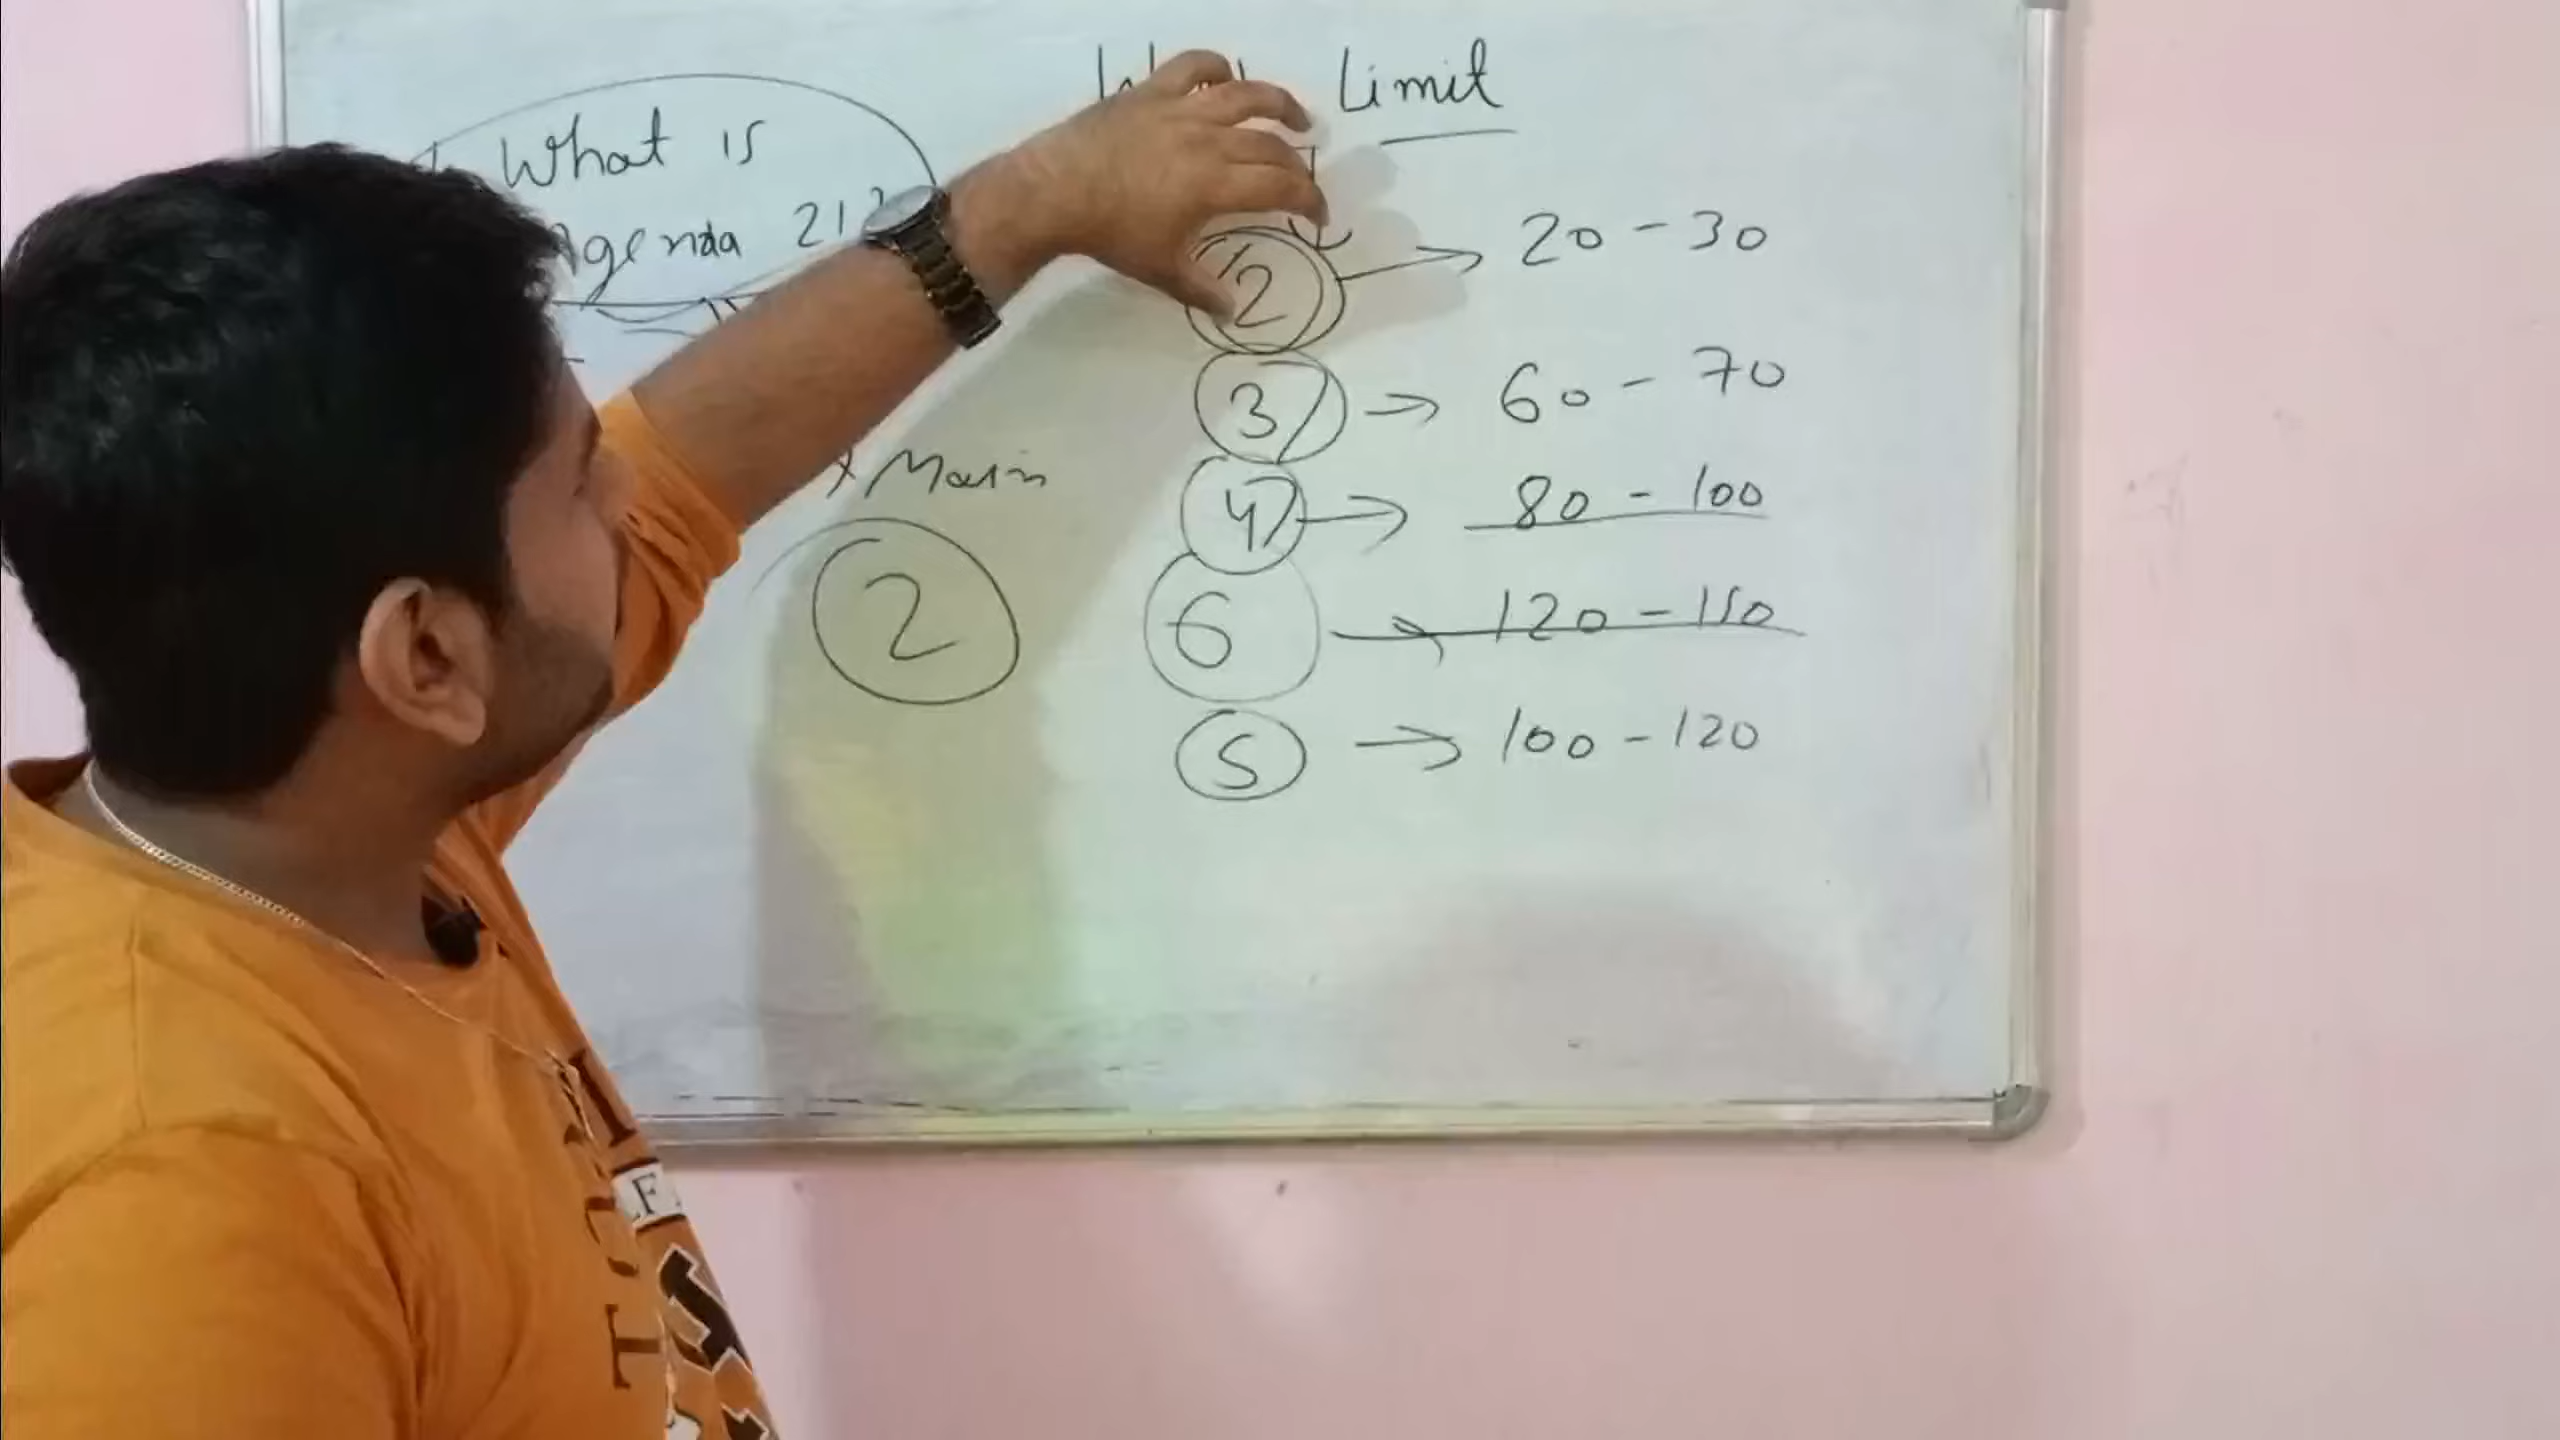 What is
Agenda 21?
Limit
2 → 20 - 30
3 → 60 - 70
4 → 80 - 100
6 → 120 - 150
5 → 100 - 120
2